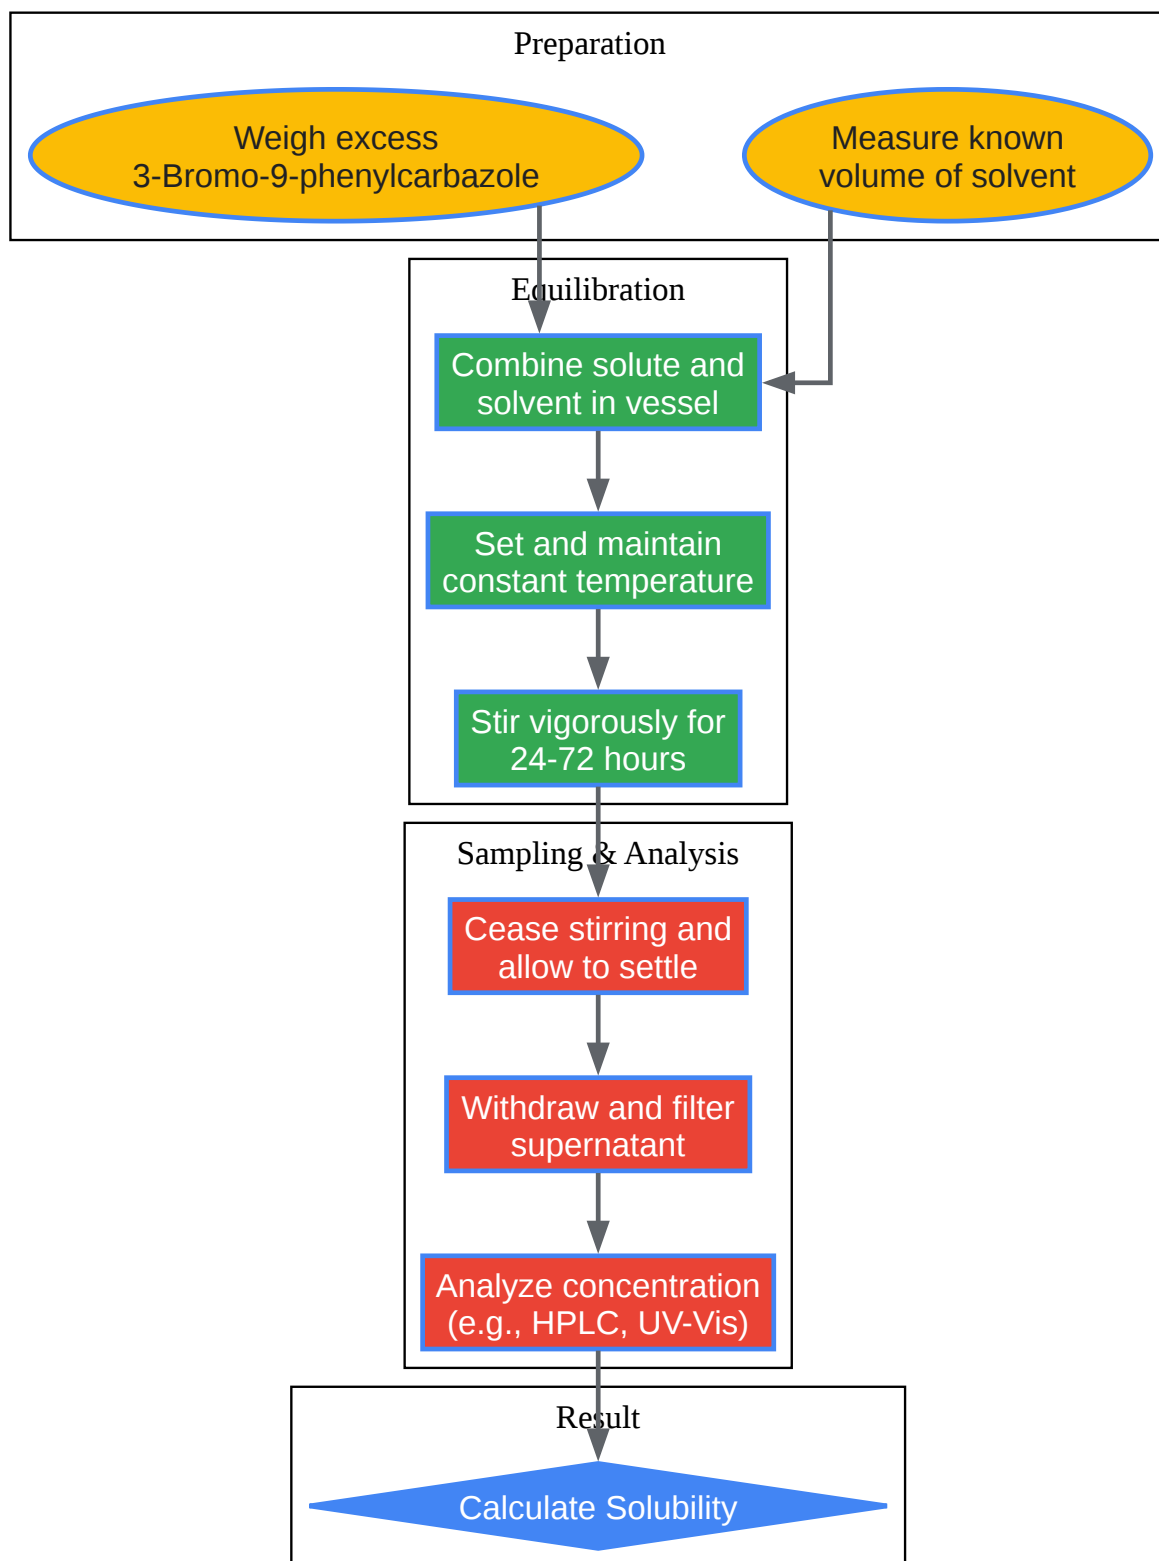 Preparation
Weigh excess
3-Bromo-9-phenylcarbazole
Measure known
volume of solvent
Equilibration
Combine solute and
solvent in vessel
Set and maintain
constant temperature
Stir vigorously for
24-72 hours
Sampling & Analysis
Cease stirring and
allow to settle
Withdraw and filter
supernatant
Analyze concentration
(e.g., HPLC, UV-Vis)
Result
Calculate Solubility